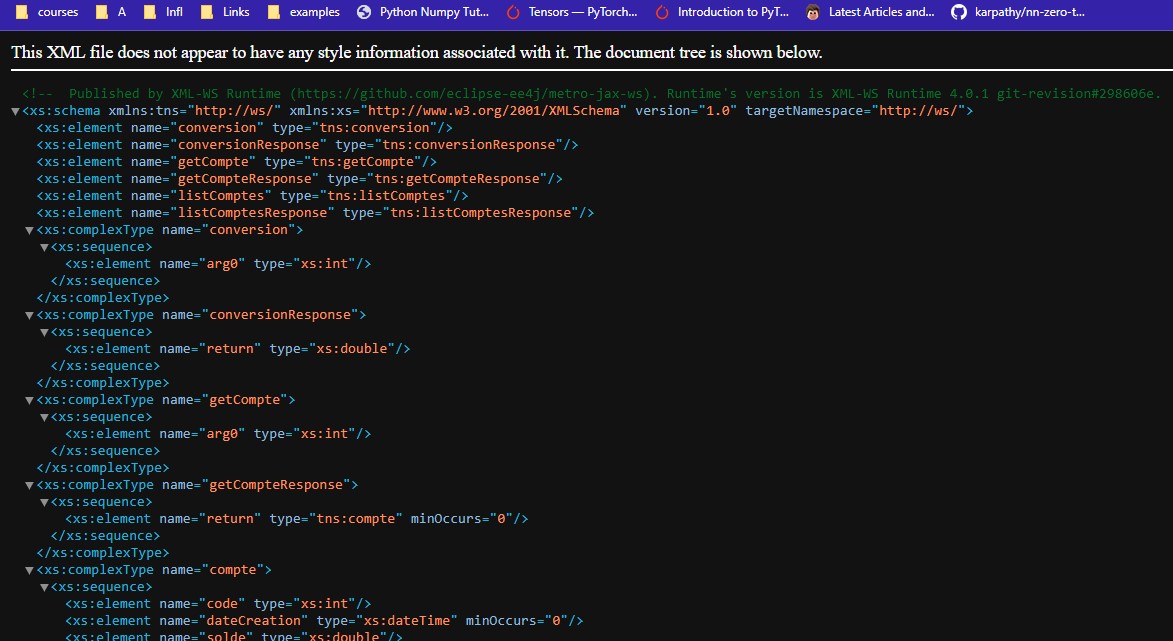 courses A Infl Links examples Python Numpy Tut... Tensors — PyTorch... Introduction to PyT... Latest Articles and... karpathy/nn-zero-t...
This XML file does not appear to have any style information associated with it. The document tree is shown below.
<!-- Published by XML-WS Runtime (https://github.com/eclipse-ee4j/metro-jax-ws). Runtime's version is XML-WS Runtime 4.0.1 git-revision#298606e.
▼<xs:schema xmlns:tns="http://ws/" xmlns:xs="http://www.w3.org/2001/XMLSchema" version="1.0" targetNamespace="http://ws/">
<xs:element name="conversion" type="tns:conversion"/>
<xs:element name="conversionResponse" type="tns:conversionResponse"/>
<xs:element name="getCompte" type="tns:getCompte"/>
<xs:element name="getCompteResponse" type="tns:getCompteResponse"/>
<xs:element name="listComptes" type="tns:listComptes"/>
<xs:element name="listComptesResponse" type="tns:listComptesResponse"/>
▼<xs:complexType name="conversion">
▼<xs:sequence>
<xs:element name="arg0" type="xs:int"/>
</xs:sequence>
</xs:complexType>
▼<xs:complexType name="conversionResponse">
▼<xs:sequence>
<xs:element name="return" type="xs:double"/>
</xs:sequence>
</xs:complexType>
▼<xs:complexType name="getCompte">
▼<xs:sequence>
<xs:element name="arg0" type="xs:int"/>
</xs:sequence>
</xs:complexType>
▼<xs:complexType name="getCompteResponse">
▼<xs:sequence>
<xs:element name="return" type="tns:compte" minOccurs="0"/>
</xs:sequence>
</xs:complexType>
▼<xs:complexType name="compte">
▼<xs:sequence>
<xs:element name="code" type="xs:int"/>
<xs:element name="dateCreation" type="xs:dateTime" minOccurs="0"/>
<xs:element name="solde" type="xs:double"/>